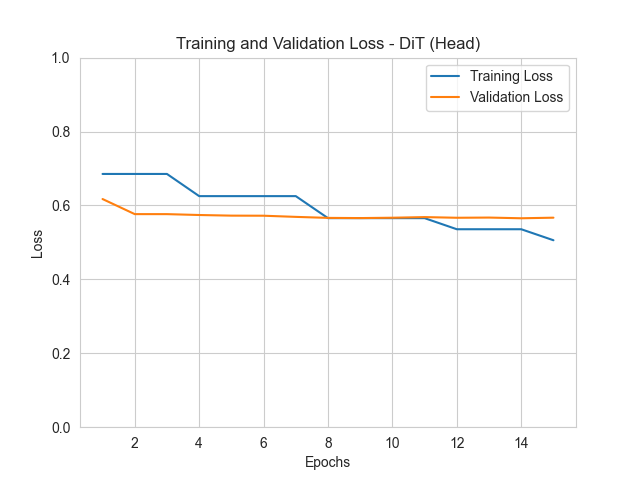 Training and Validation Loss - DiT (Head)
1.0
0.8
0.6
0.4
0.2
0.0
Loss
Training Loss
Validation Loss
2 4 6 8 10 12 14
Epochs